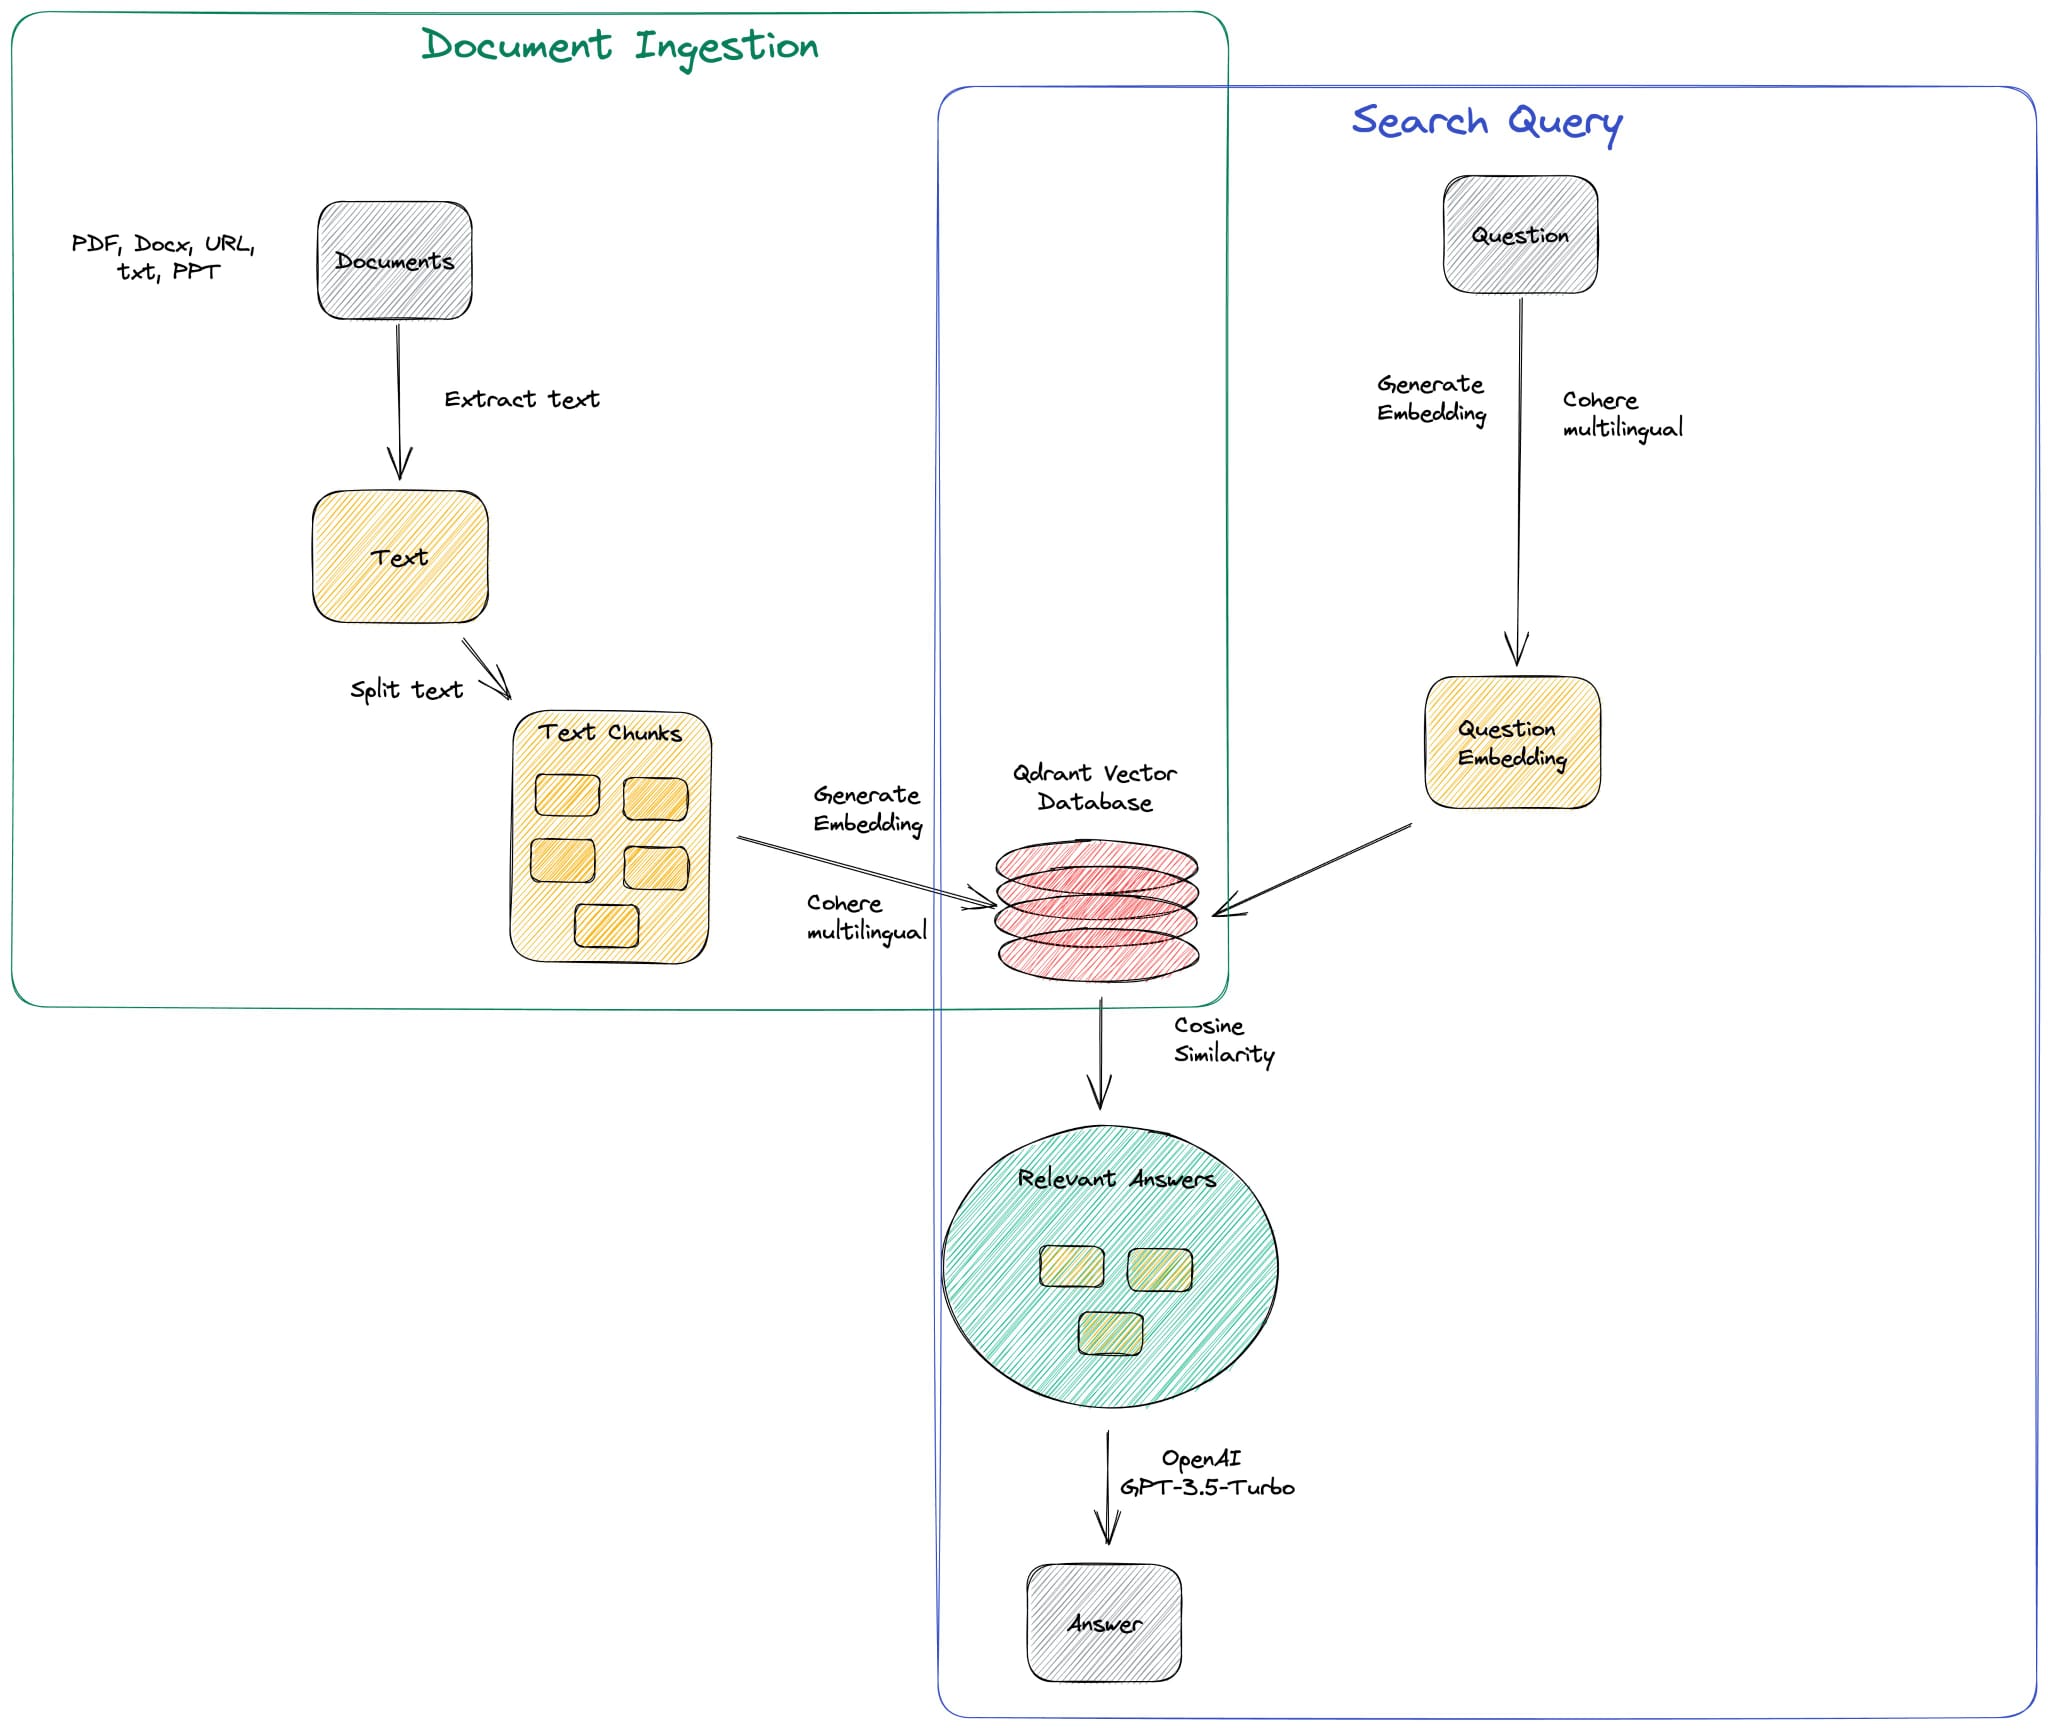 Document Ingestion
Search Query
PDF, Docx, URL,
txt, PPT
Documents
Question
Extract text
Generate
Embedding
Cohere
multilingual
Text
Split text
Text Chunks
Question
Embedding
Generate
Embedding
Cohere
multilingual
Qdrant Vector
Database
Cosine
Similarity
Relevant Answers
OpenAI
GPT-3.5-Turbo
Answer